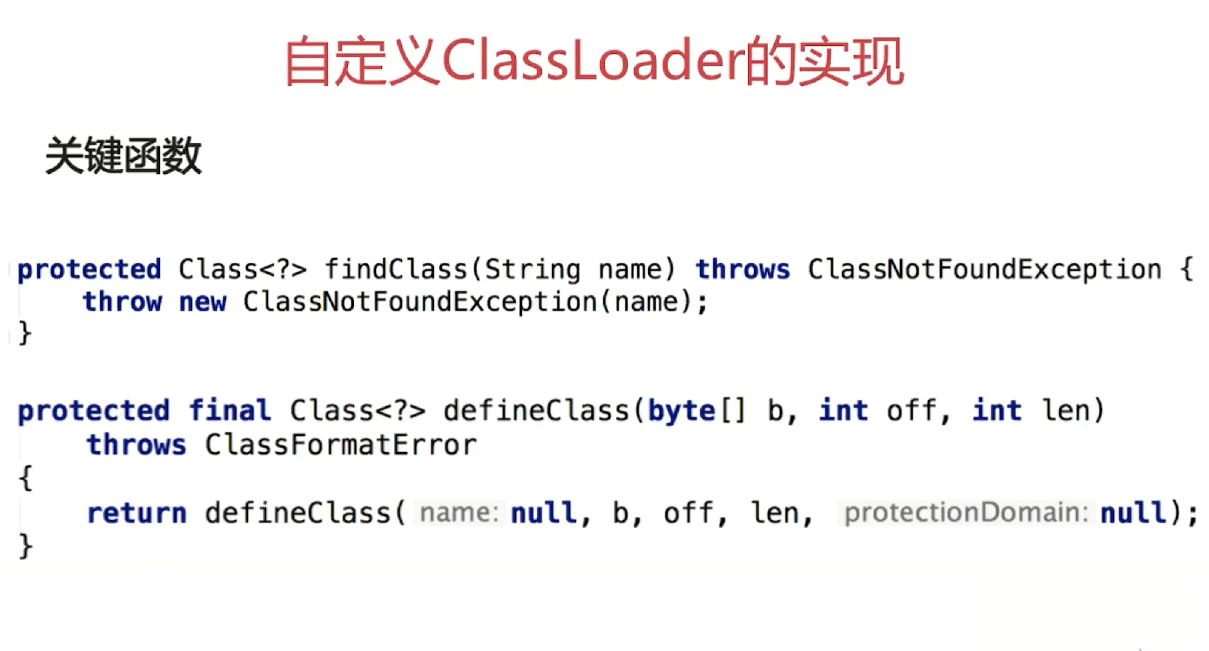 自定义ClassLoader的实现
关键函数
protected Class<?> findClass(String name) throws ClassNotFoundException {
    throw new ClassNotFoundException(name);
}
protected final Class<?> defineClass(byte[] b, int off, int len)
    throws ClassFormatError
{
    return defineClass( name: null, b, off, len, protectionDomain: null);
}